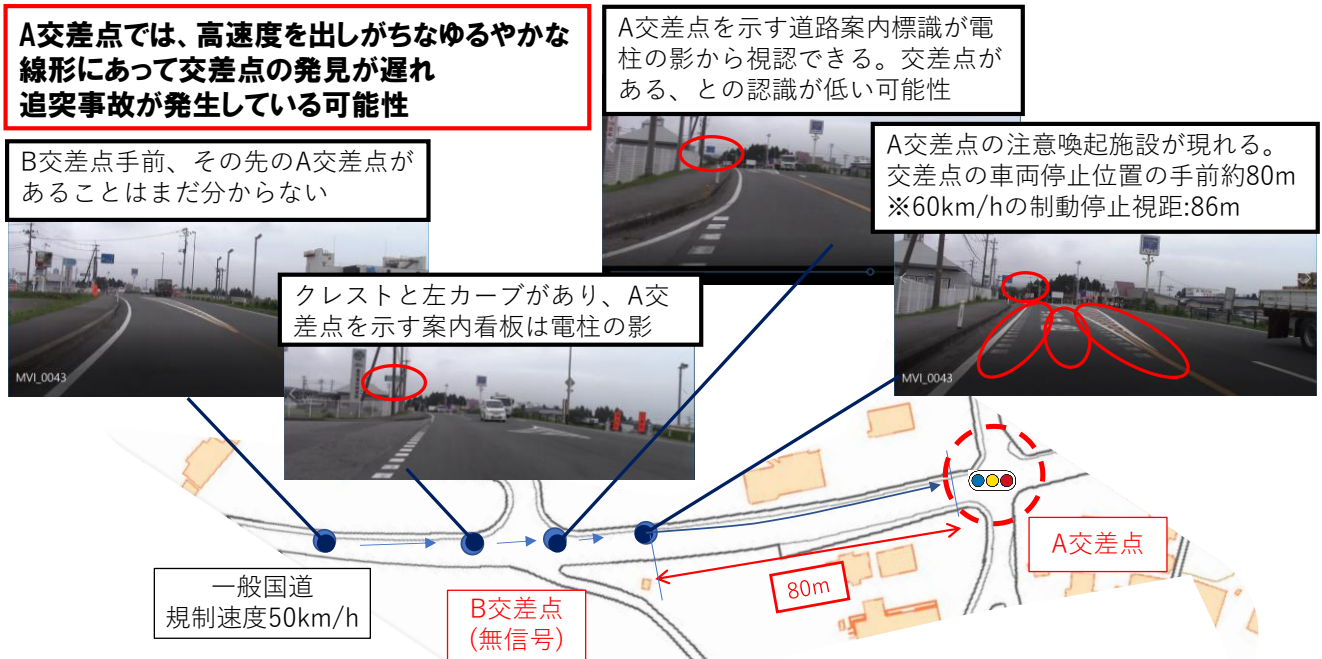 A交差点では、高速度を出しがちなゆるやかな
線形にあって交差点の発見が遅れ
追突事故が発生している可能性
A交差点を示す道路案内標識が電
柱の影から視認できる。交差点が
ある、との認識が低い可能性
A交差点の注意喚起施設が現れる。
交差点の車両停止位置の手前約80m
※60km/hの制動停止視距:86m
B交差点手前、その先のA交差点が
あることはまだ分からない
クレストと左カーブがあり、A交
差点を示す案内看板は電柱の影
MVI_0043
MVI_0043
一般国道
規制速度50km/h
B交差点
(無信号)
80m
A交差点